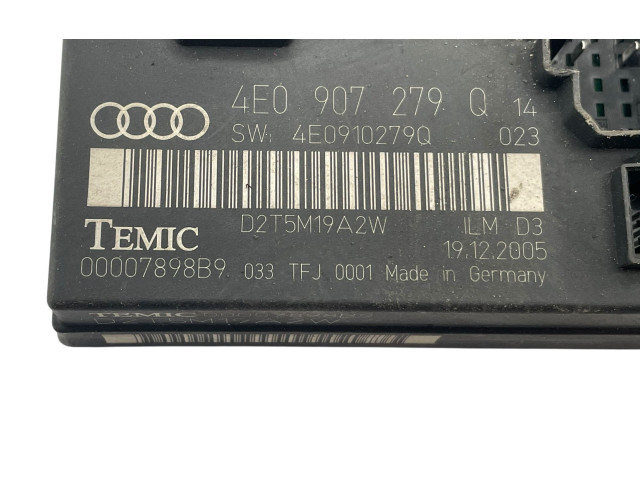 4E0 907 279 Q 14
SW: 4E0910279Q 023
D2T5M19A2W ILM D3
TEMIC 19.12.2005
00007898B9 033 TFJ 0001 Made in Germany
TEMIC